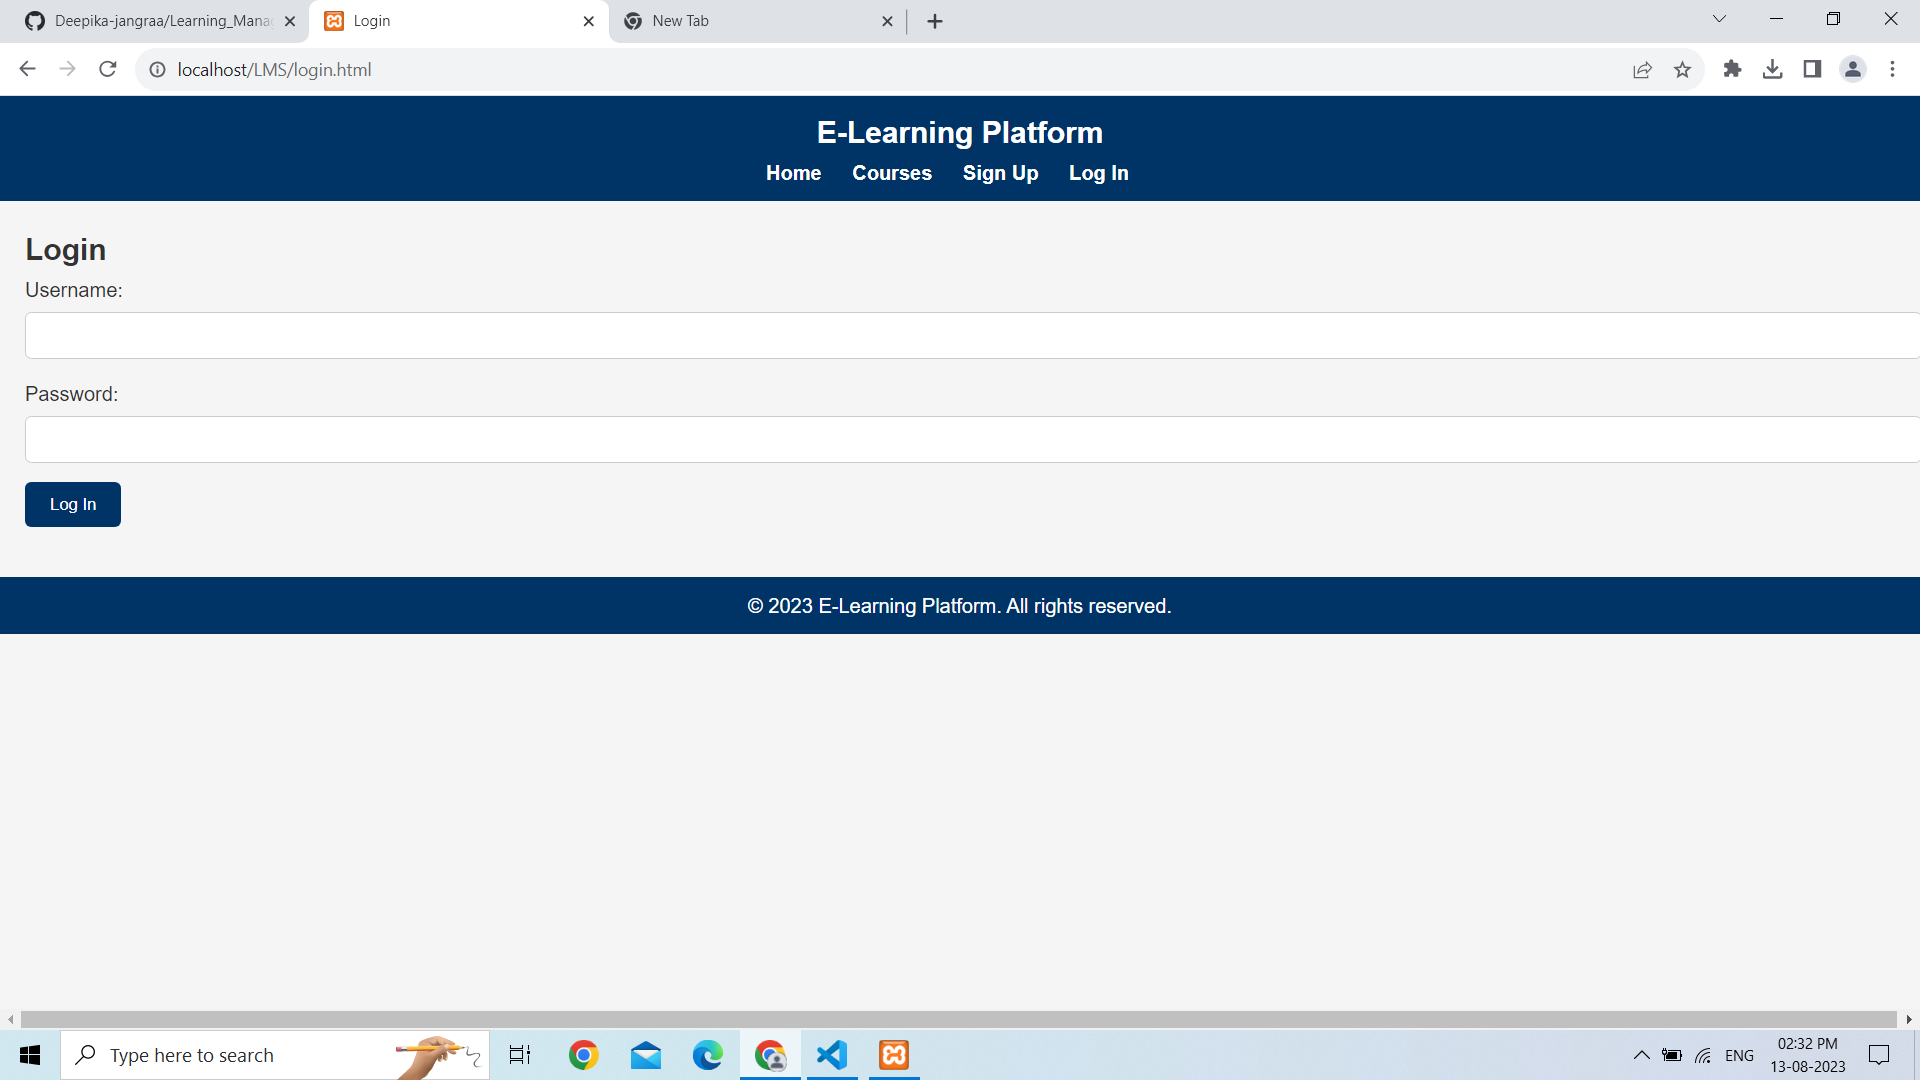 Deepika-jangraa/Learning_Mana
Login
New Tab
localhost/LMS/login.html
E-Learning Platform
Home Courses Sign Up Log In
Login
Username:
Password:
Log In
© 2023 E-Learning Platform. All rights reserved.
Type here to search
ENG
02:32 PM
13-08-2023